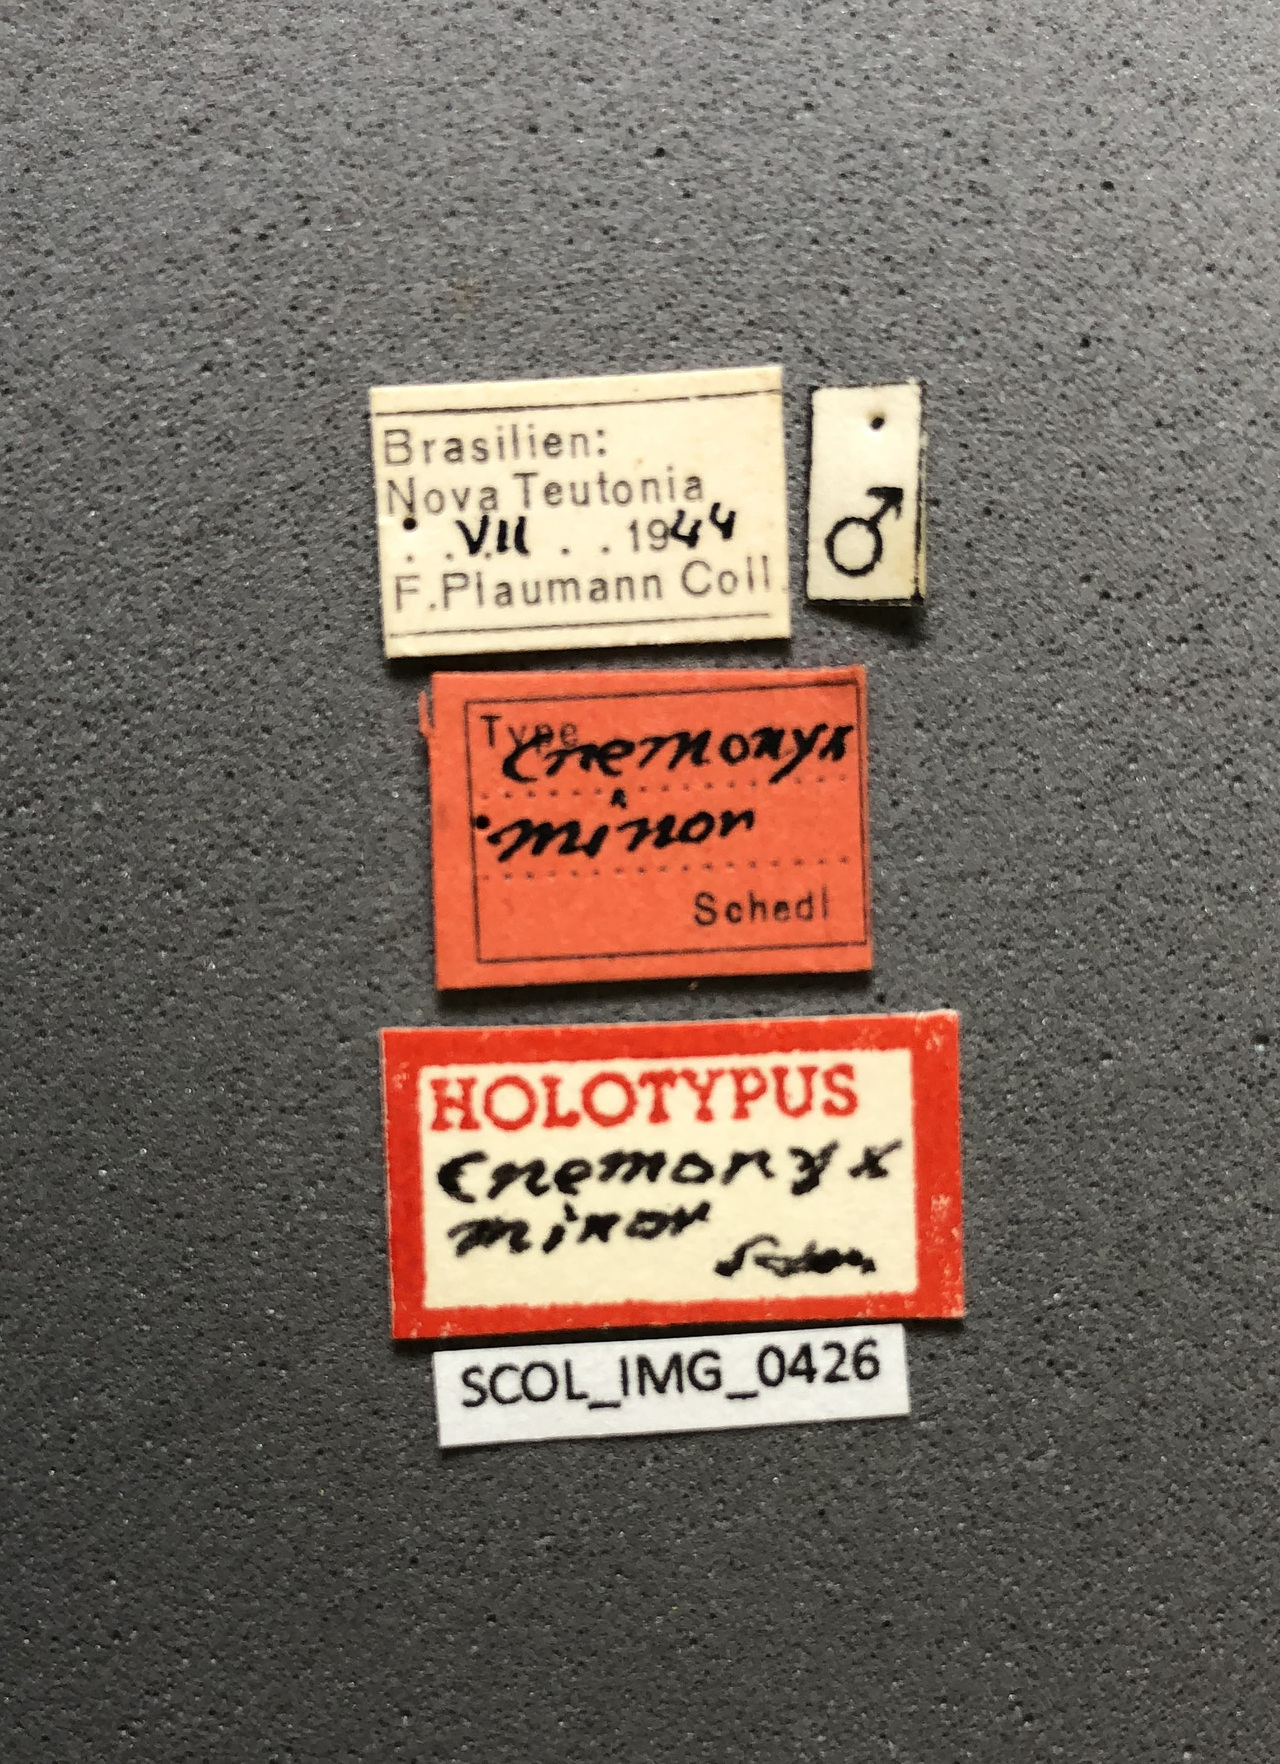 Brasilien:
Nova Teutonia
. . VII . . 1944
F. Plaumann Coll
♂
Type
Cnemonyx
minor
Schedl
HOLOTYPUS
Cnemonyx
minor
SCOL_IMG_0426